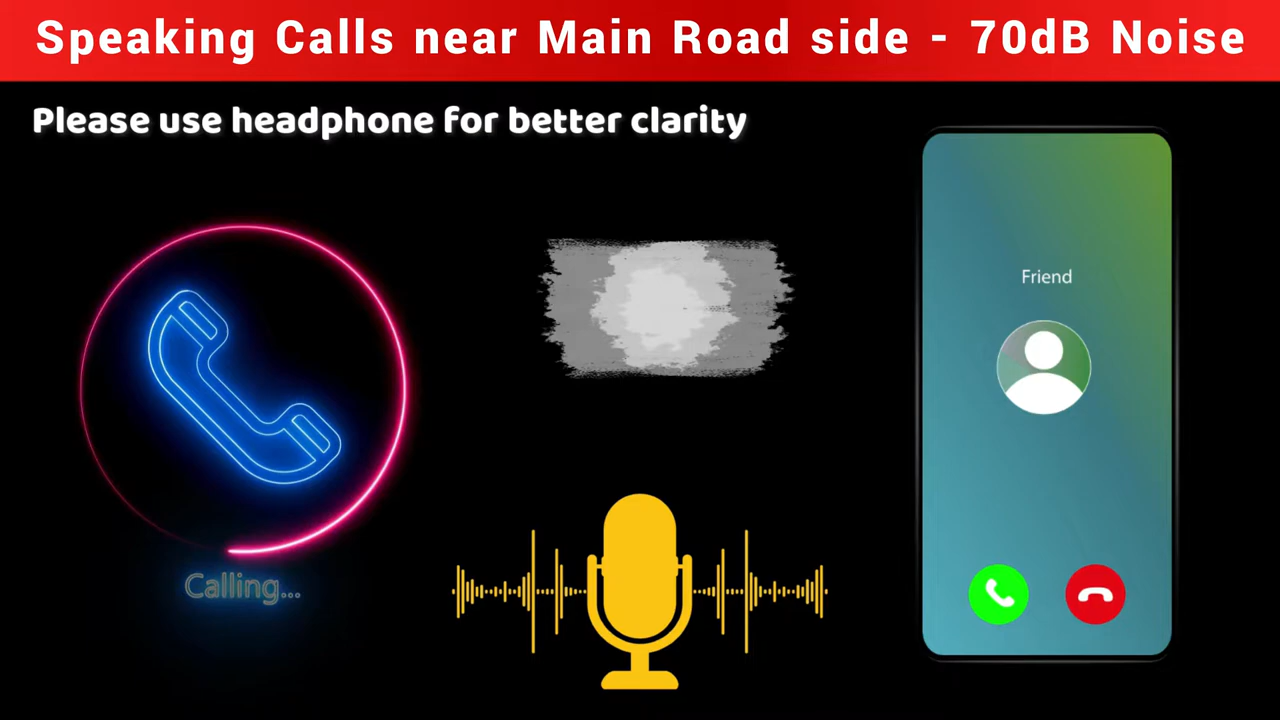 Speaking Calls near Main Road side - 70dB Noise
Please use headphone for better clarity
Friend
Calling...